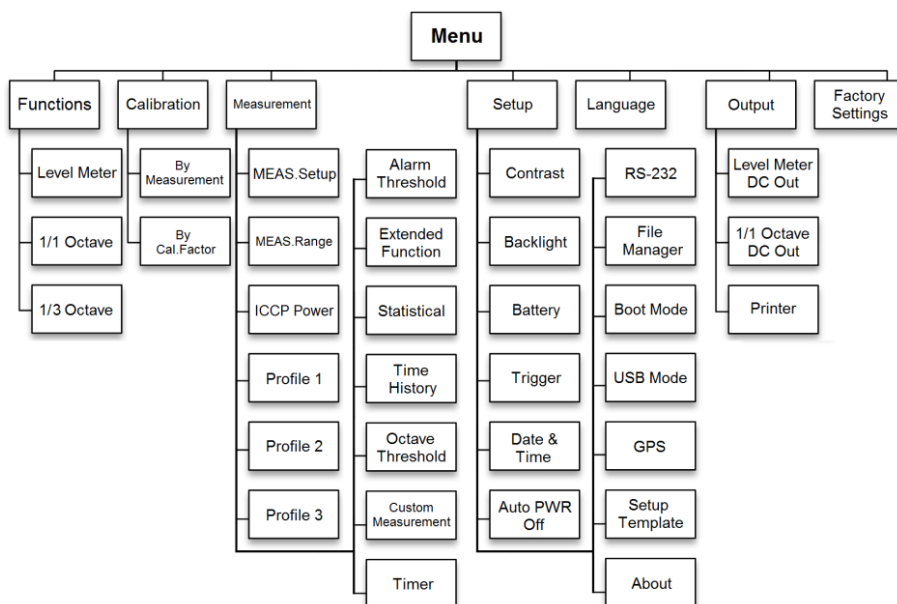 Menu
Functions
Calibration
Measurement
Setup
Language
Output
Factory
Settings
Level Meter
1/1 Octave
1/3 Octave
By
Measurement
By
Cal.Factor
MEAS.Setup
MEAS.Range
ICCP Power
Profile 1
Profile 2
Profile 3
Alarm
Threshold
Extended
Function
Statistical
Time
History
Octave
Threshold
Custom
Measurement
Timer
Contrast
Backlight
Battery
Trigger
Date &
Time
Auto PWR
Off
RS-232
File
Manager
Boot Mode
USB Mode
GPS
Setup
Template
About
Level Meter
DC Out
1/1 Octave
DC Out
Printer